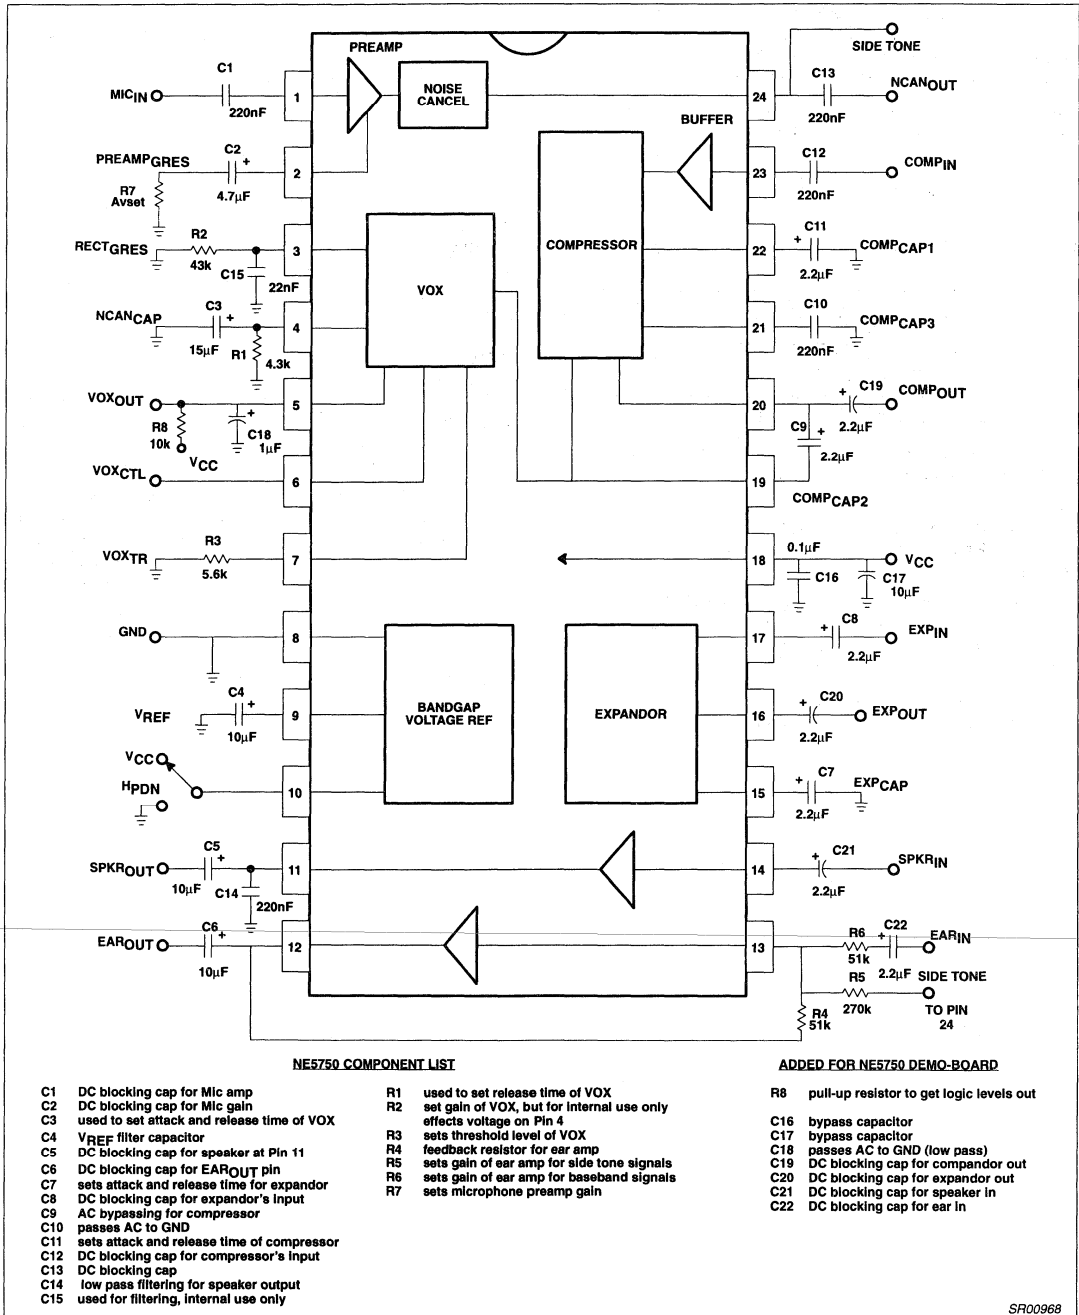 PREAMP
NOISE CANCEL
BUFFER
COMPRESSOR
VOX
BANDGAP VOLTAGE REF
EXPANDOR
MICIN
C1
220nF
1
PREAMPGRES
R7
Avset
C2
+
4.7µF
2
RECTGRES
R2
43k
C15
22nF
3
NCANCAP
C3
+
15µF
R1
4.3k
4
VOXOUT
R8
10k
VCC
+
C18
1µF
5
VOXCTL
6
VOXTR
R3
5.6k
7
GND
8
VREF
C4
+
10µF
9
VCC
HPDN
10
SPKROUT
C5
+
10µF
C14
220nF
11
EAROUT
C6
+
10µF
12
SIDE TONE
24
C13
220nF
NCANOUT
23
C12
220nF
COMPIN
22
+
C11
2.2µF
COMPCAP1
21
C10
220nF
COMPCAP3
20
+
C19
2.2µF
COMPOUT
C9
+
2.2µF
19
COMPCAP2
18
0.1µF
C16
C17
10µF
VCC
17
+
C8
2.2µF
EXPIN
16
+
C20
2.2µF
EXPOUT
15
+
C7
2.2µF
EXPCAP
14
+
C21
2.2µF
SPKRIN
13
R6
51k
+
C22
2.2µF
EARIN
R5
270k
SIDE TONE
TO PIN
24
R4
51k
NE5750 COMPONENT LIST
C1 DC blocking cap for Mic amp
C2 DC blocking cap for Mic gain
C3 used to set attack and release time of VOX
C4 VREF filter capacitor
C5 DC blocking cap for speaker at Pin 11
C6 DC blocking cap for EAROUT pin
C7 sets attack and release time for expandor
C8 DC blocking cap for expandor's input
C9 AC bypassing for compressor
C10 passes AC to GND
C11 sets attack and release time of compressor
C12 DC blocking cap for compressor's input
C13 DC blocking cap
C14 low pass filtering for speaker output
C15 used for filtering, internal use only
R1 used to set release time of VOX
R2 set gain of VOX, but for internal use only
effects voltage on Pin 4
R3 sets threshold level of VOX
R4 feedback resistor for ear amp
R5 sets gain of ear amp for side tone signals
R6 sets gain of ear amp for baseband signals
R7 sets microphone preamp gain
ADDED FOR NE5750 DEMO-BOARD
R8 pull-up resistor to get logic levels out
C16 bypass capacitor
C17 bypass capacitor
C18 passes AC to GND (low pass)
C19 DC blocking cap for compandor out
C20 DC blocking cap for expandor out
C21 DC blocking cap for speaker in
C22 DC blocking cap for ear in
SR00968